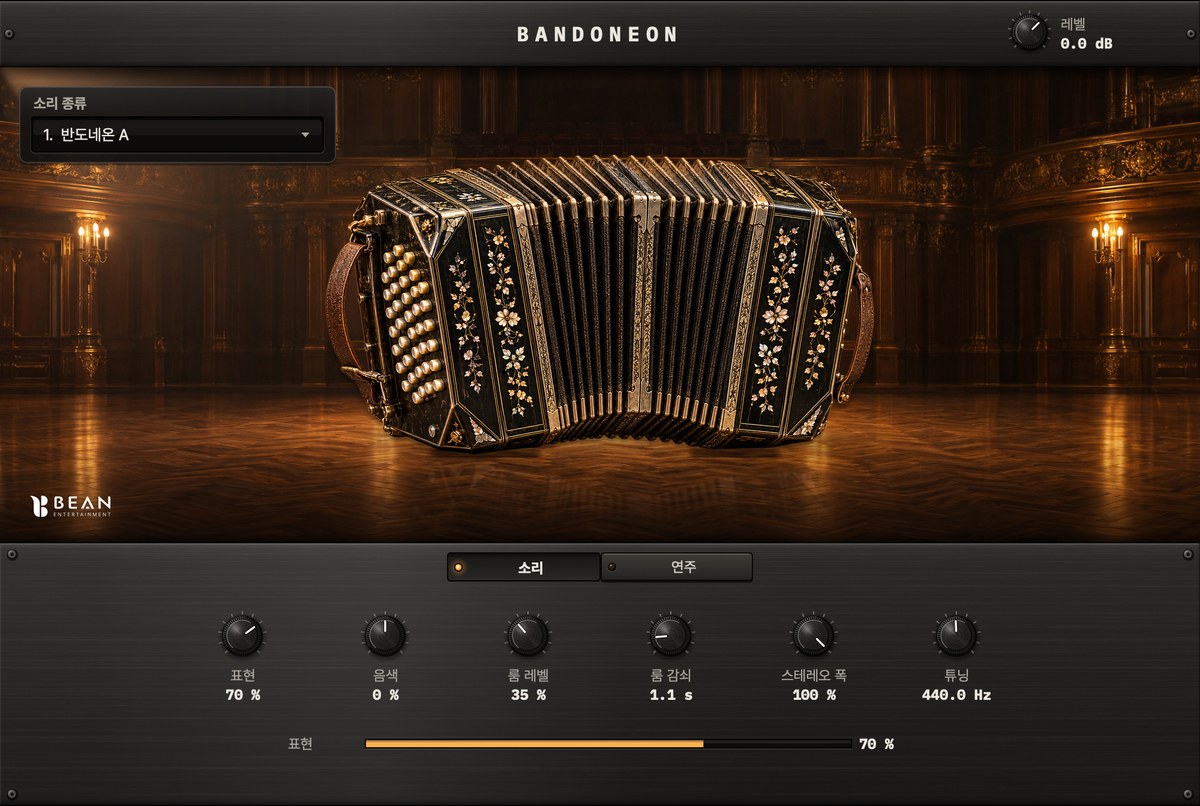 BANDONEON
레벨
0.0 dB
소리 종류
1. 반도네온 A
BEAN
ENTERTAINMENT
소리
연주
표현
70 %
음색
0 %
룸 레벨
35 %
룸 감쇠
1.1 s
스테레오 폭
100 %
튜닝
440.0 Hz
표현
70 %